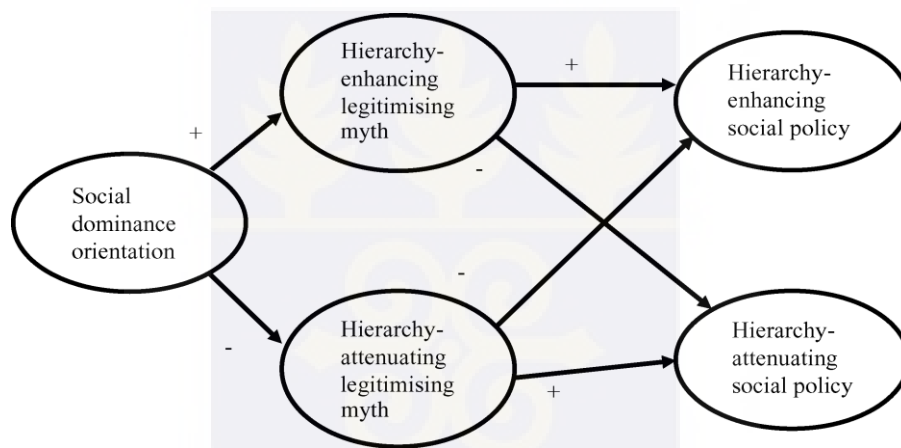 Hierarchy-
enhancing
legitimising
myth
+
Hierarchy-
enhancing
social policy
+
-
Social
dominance
orientation
-
-
Hierarchy-
attenuating
legitimising
myth
+
Hierarchy-
attenuating
social policy